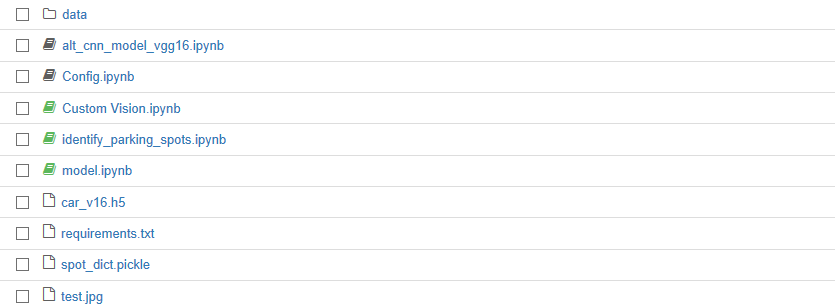 data
alt_cnn_model_vgg16.ipynb
Config.ipynb
Custom Vision.ipynb
identify_parking_spots.ipynb
model.ipynb
car_v16.h5
requirements.txt
spot_dict.pickle
test.jpg